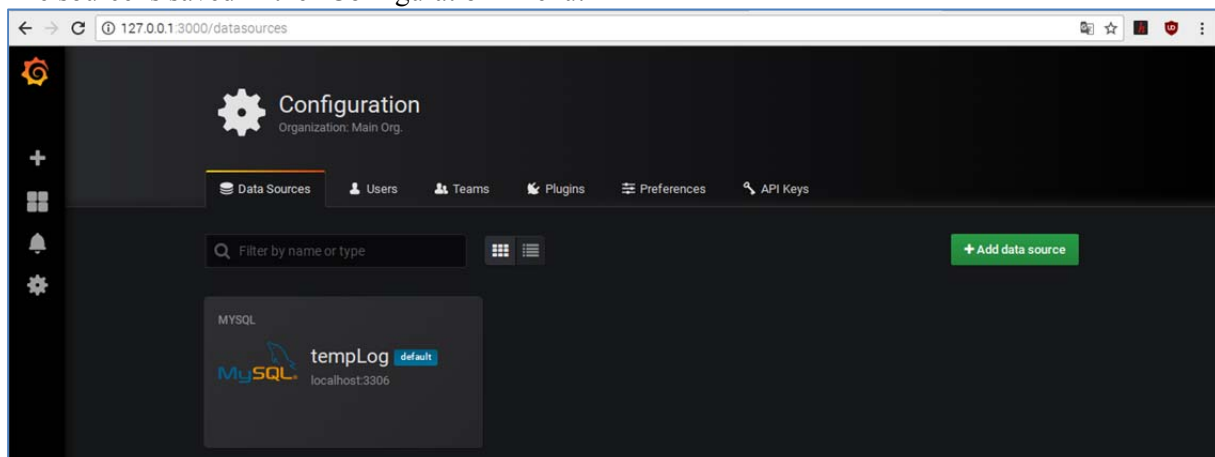 127.0.0.1:3000/datasources
Configuration
Organization: Main Org.
Data Sources Users Teams Plugins Preferences API Keys
Filter by name or type
+ Add data source
MYSQL
MySQL. tempLog default
localhost:3306